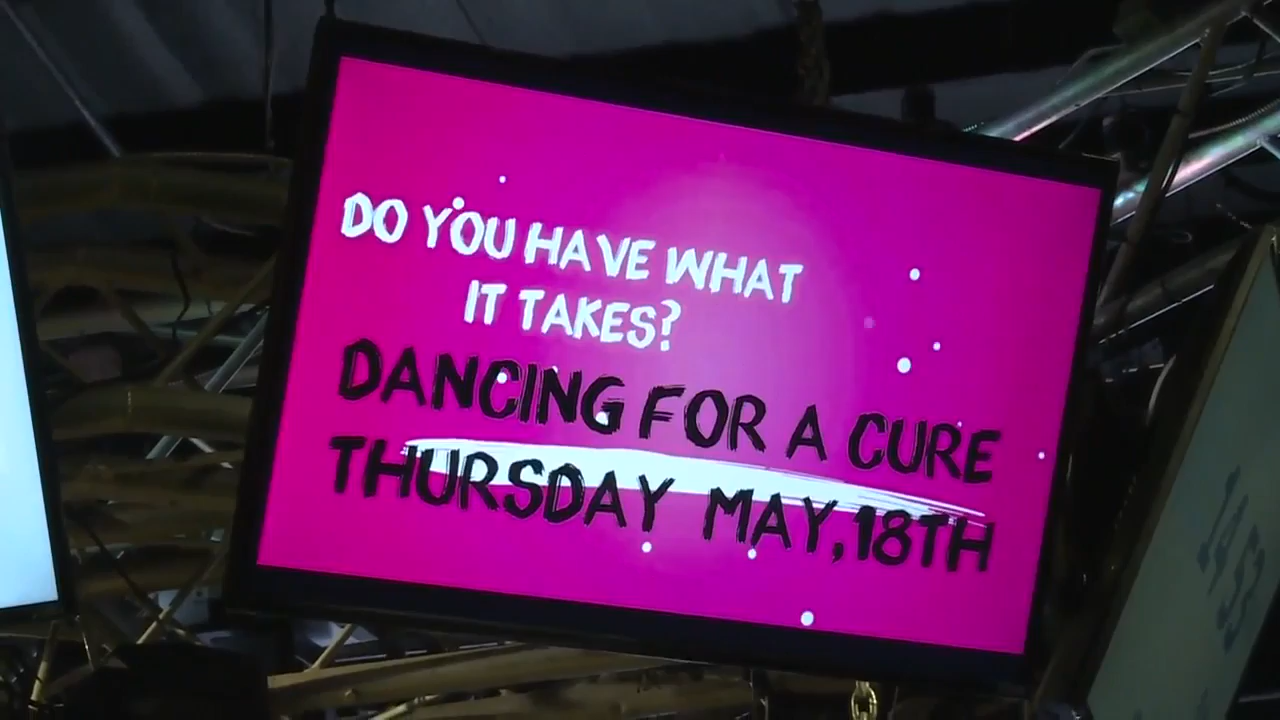 DO YOU HAVE WHAT
IT TAKES?
DANCING FOR A CURE
THURSDAY MAY, 18TH